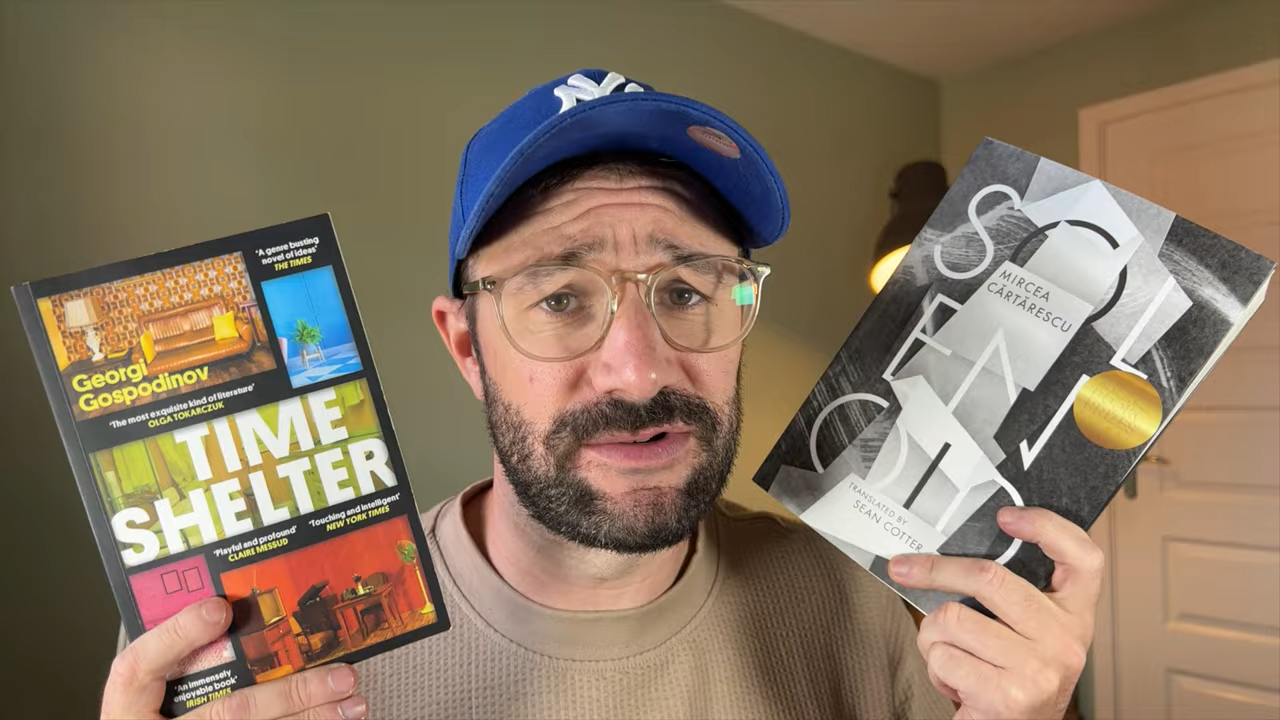 'A genre busting
novel of ideas'
THE TIMES
Georgi
Gospodinov
'The most exquisite kind of literature'
OLGA TOKARCZUK
TIME
SHELTER
'Playful and profound'
CLAIRE MESSUD
'Touching and intelligent'
NEW YORK TIMES
'An immensely
enjoyable book'
IRISH TIMES
NY
SOLENOID
MIRCEA
CĂRTĂRESCU
TRANSLATED BY
SEAN COTTER